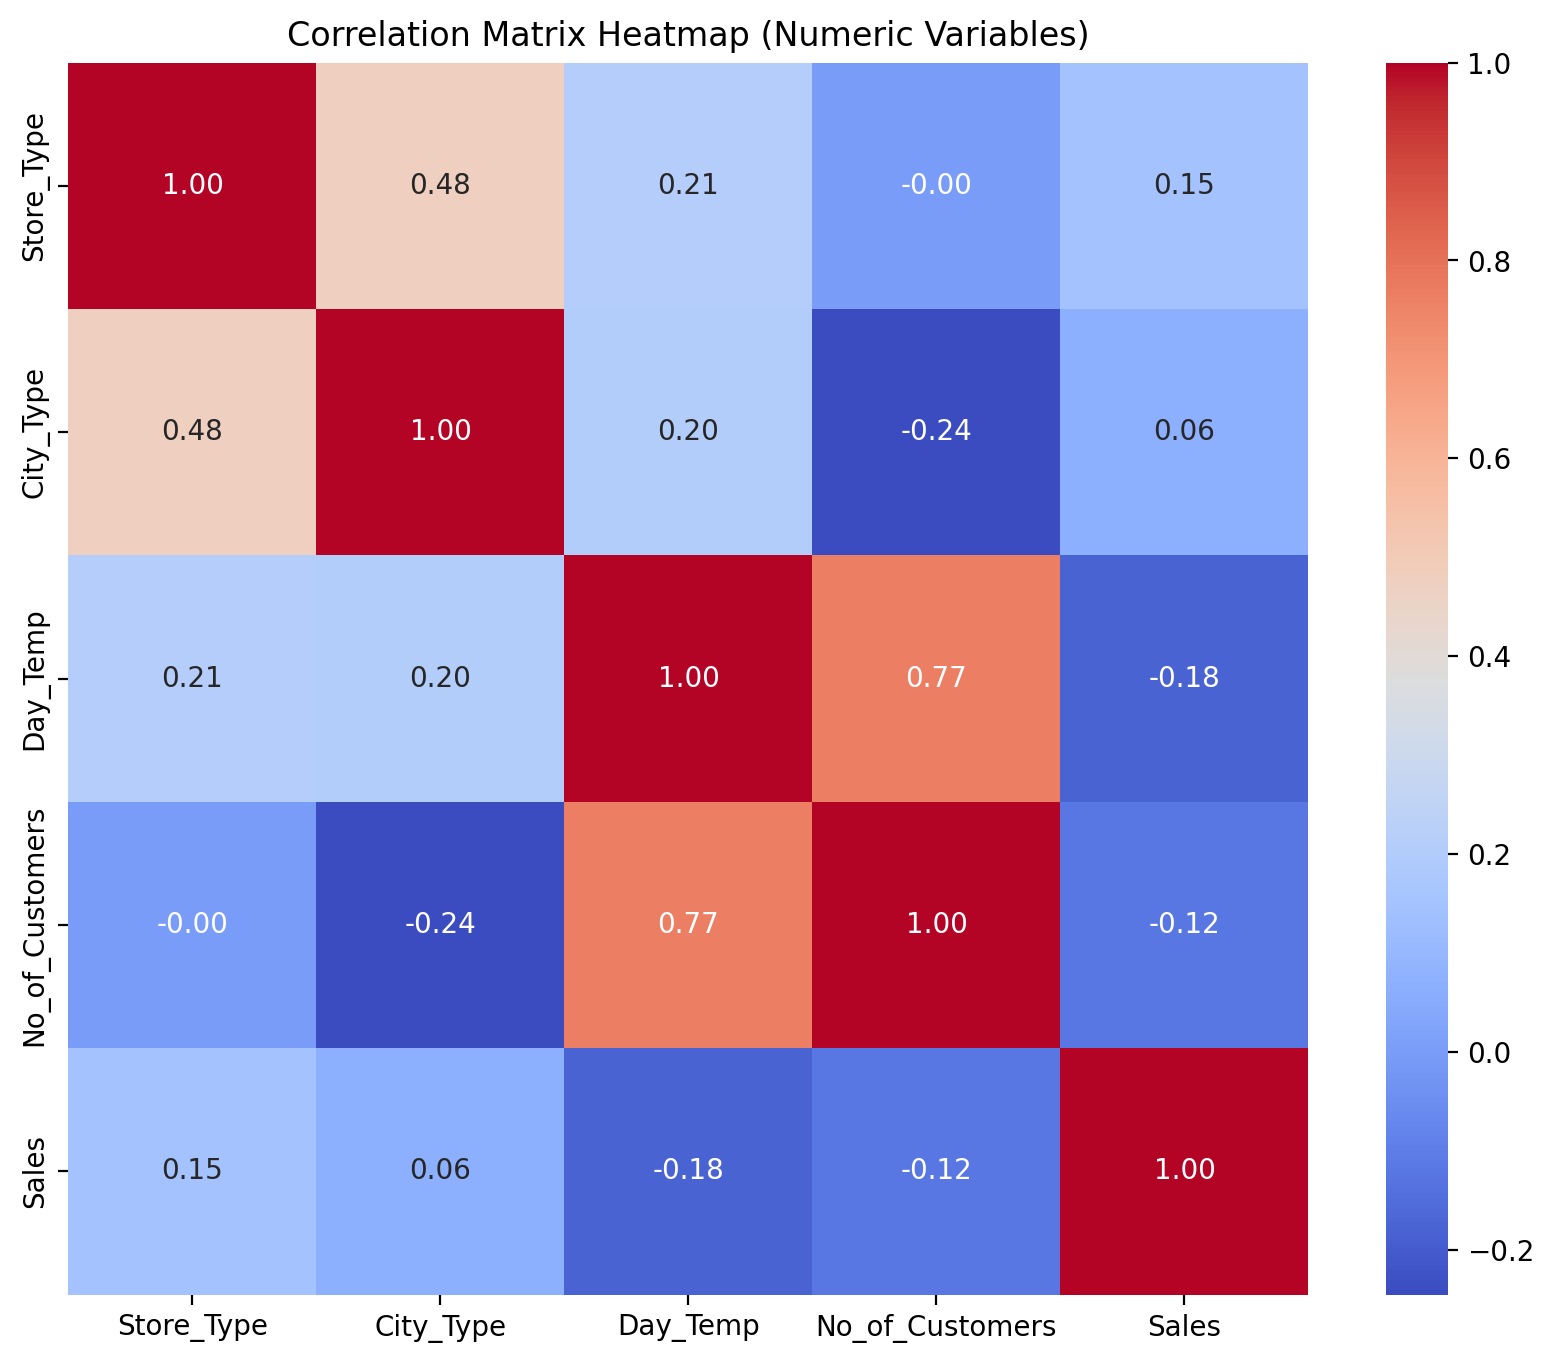 Correlation Matrix Heatmap (Numeric Variables)
Store_Type 1.00 0.48 0.21 -0.00 0.15
City_Type 0.48 1.00 0.20 -0.24 0.06
Day_Temp 0.21 0.20 1.00 0.77 -0.18
No_of_Customers -0.00 -0.24 0.77 1.00 -0.12
Sales 0.15 0.06 -0.18 -0.12 1.00
Store_Type City_Type Day_Temp No_of_Customers Sales
1.0
0.8
0.6
0.4
0.2
0.0
−0.2